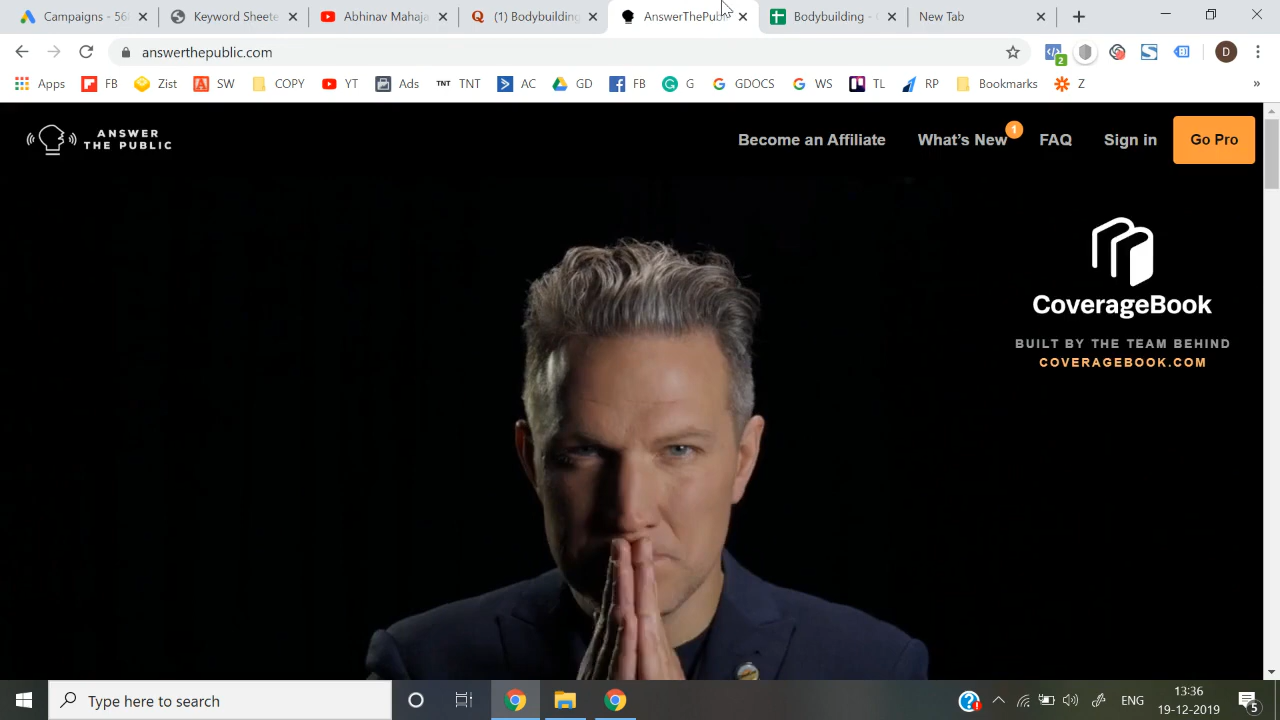 Campaigns - 56
Keyword Sheete
Abhinav Mahaja
(1) Bodybuilding
AnswerThePubl
Bodybuilding - G
New Tab
answerthepublic.com
2
D
Apps
FB
Zist
SW
COPY
YT
Ads
TNT TNT
AC
GD
FB
G
GDOCS
WS
TL
RP
Bookmarks
Z
»
ANSWER
THE PUBLIC
Become an Affiliate
What's New
1
FAQ
Sign in
Go Pro
CoverageBook
BUILT BY THE TEAM BEHIND
COVERAGEBOOK.COM
Type here to search
ENG
13:36
19-12-2019
5